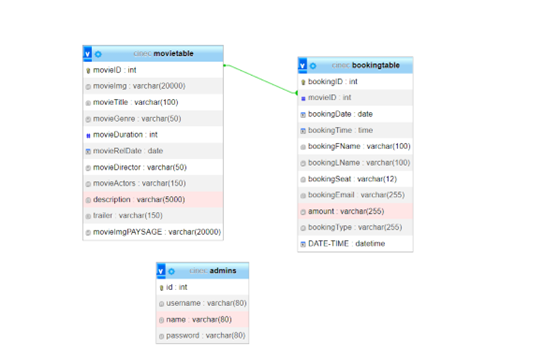 cinec movietable
movieID : int
movieImg : varchar(20000)
movieTitle : varchar(100)
movieGenre : varchar(50)
movieDuration : int
movieRelDate : date
movieDirector : varchar(50)
movieActors : varchar(150)
description : varchar(5000)
trailer : varchar(150)
movieImgPAYSAGE : varchar(20000)
cinec bookingtable
bookingID : int
movieID : int
bookingDate : date
bookingTime : time
bookingFName : varchar(100)
bookingLName : varchar(100)
bookingSeat : varchar(12)
bookingEmail : varchar(255)
amount : varchar(255)
bookingType : varchar(255)
DATE-TIME : datetime
cinec admins
id : int
username : varchar(80)
name : varchar(80)
password : varchar(80)